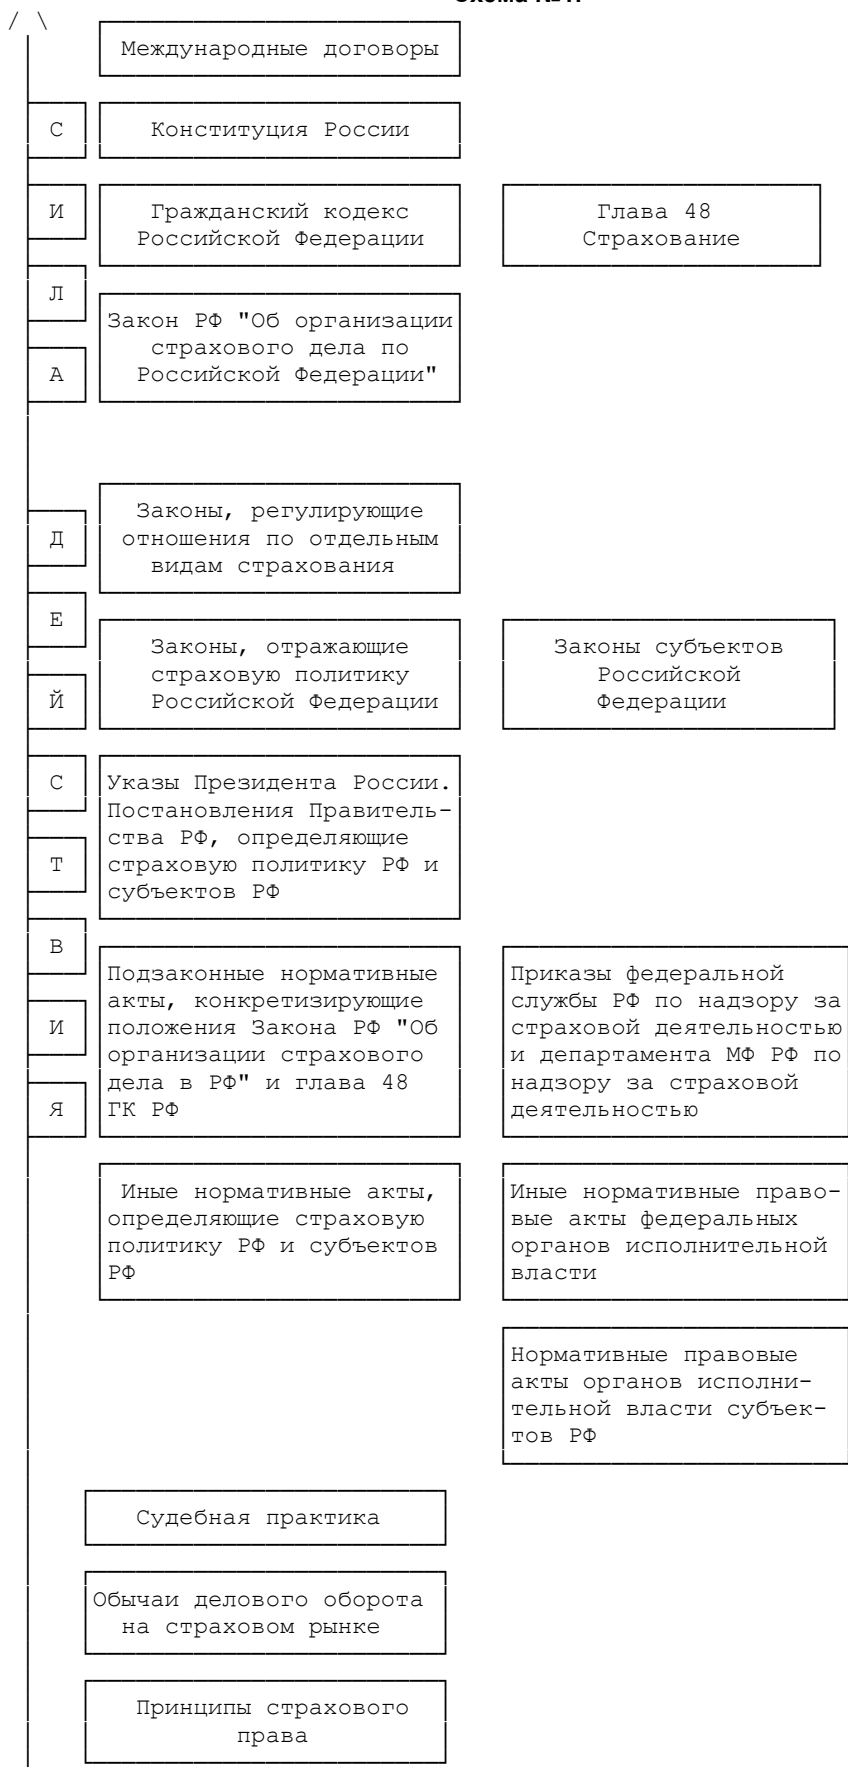 / \
Международные договоры
С
Конституция России
И
Гражданский кодекс
Российской Федерации
Глава 48
Страхование
Л
Закон РФ "Об организации
страхового дела по
Российской Федерации"
А
Законы, регулирующие
отношения по отдельным
видам страхования
Д
Е
Законы, отражающие
страховую политику
Российской Федерации
Законы субъектов
Российской
Федерации
Й
С
Указы Президента России.
Постановления Правитель-
ства РФ, определяющие
страховую политику РФ и
субъектов РФ
Т
В
Подзаконные нормативные
акты, конкретизирующие
положения Закона РФ "Об
организации страхового
дела в РФ" и глава 48
ГК РФ
Приказы федеральной
службы РФ по надзору за
страховой деятельностью
и департамента МФ РФ по
надзору за страховой
деятельностью
И
Я
Иные нормативные акты,
определяющие страховую
политику РФ и субъектов
РФ
Иные нормативные право-
вые акты федеральных
органов исполнительной
власти
Нормативные правовые
акты органов исполни-
тельной власти субъек-
тов РФ
Судебная практика
Обычаи делового оборота
на страховом рынке
Принципы страхового
права